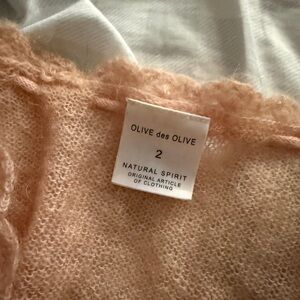 OLIVE des OLIVE
2
NATURAL SPIRIT
ORIGINAL ARTICLE
OF CLOTHING